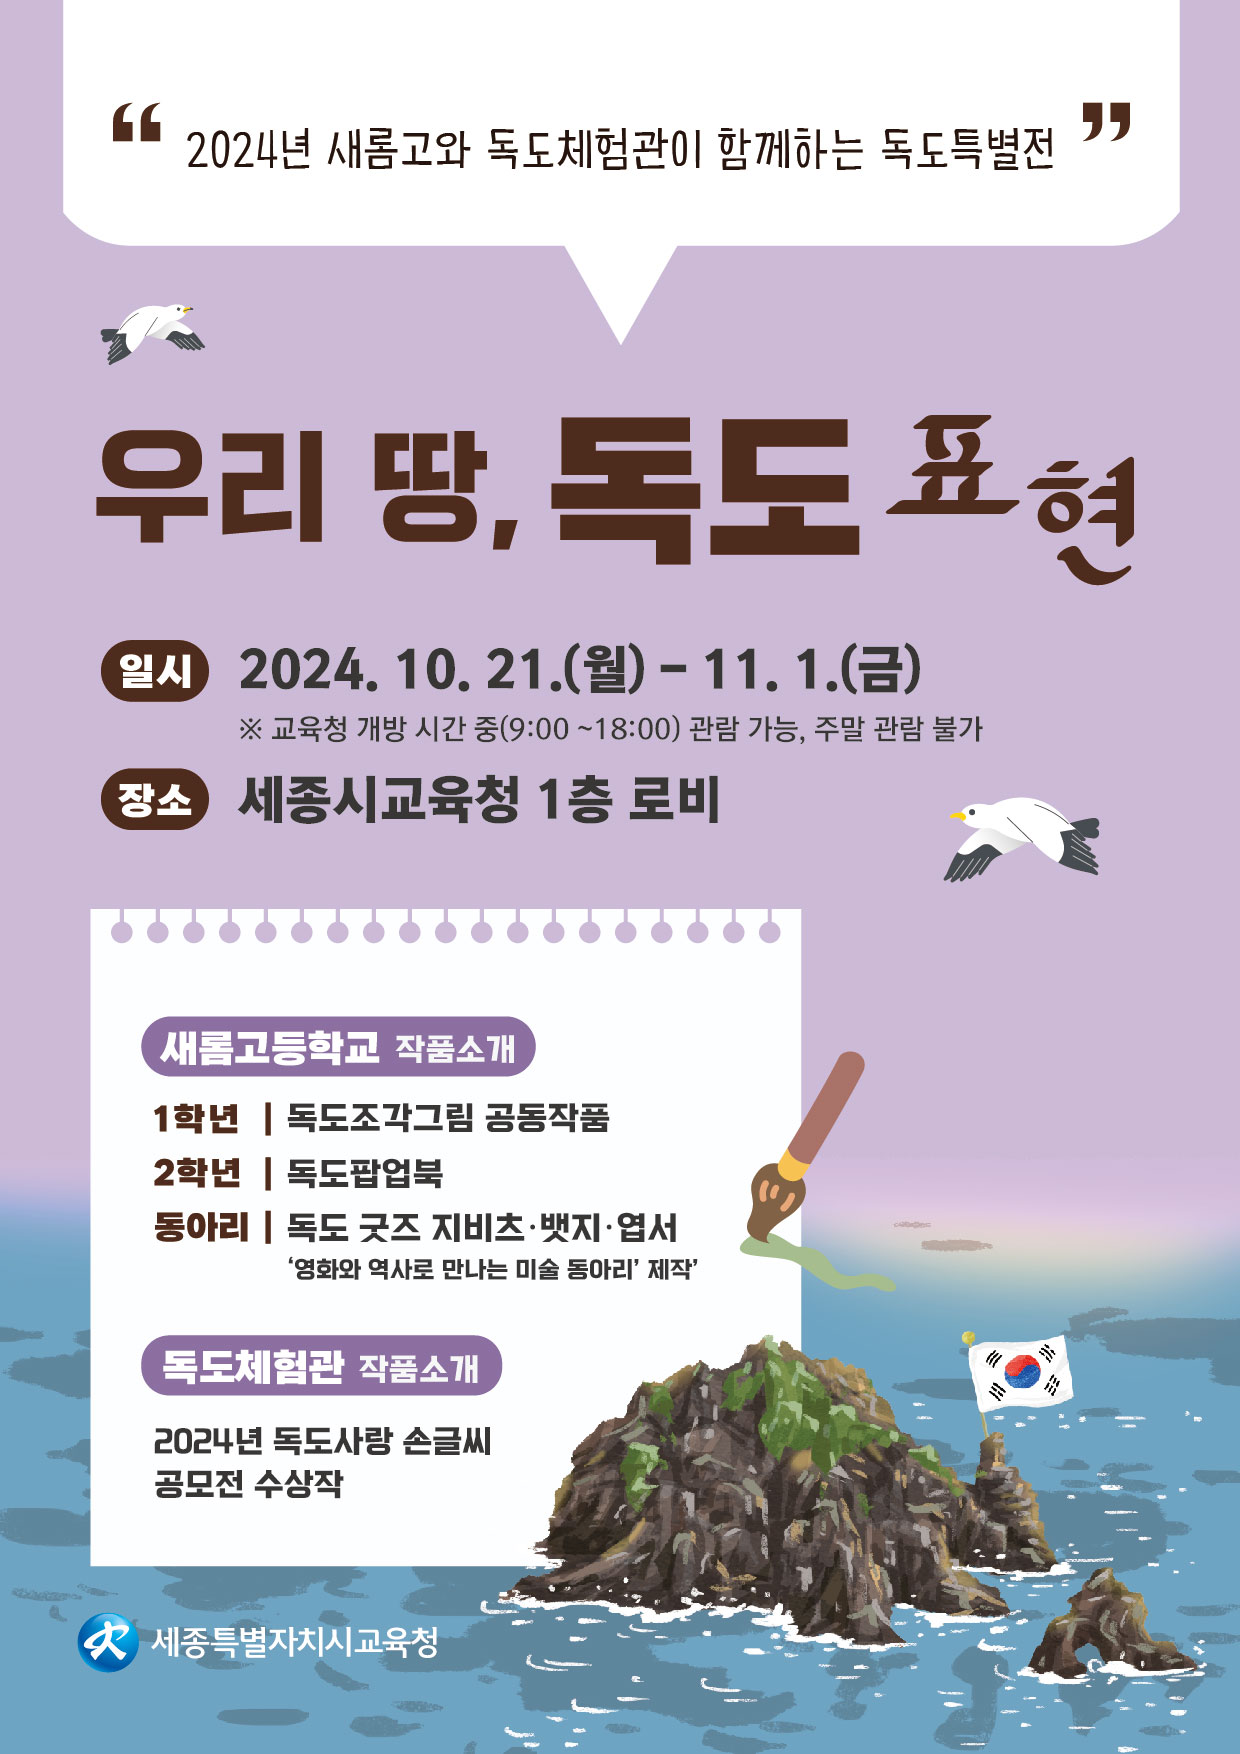 “ 2024년 새롬고와 독도체험관이 함께하는 독도특별전 ”
우리 땅, 독도 표현
일시 2024. 10. 21.(월) – 11. 1.(금)
※ 교육청 개방 시간 중(9:00 ~18:00) 관람 가능, 주말 관람 불가
장소 세종시교육청 1층 로비
새롬고등학교 작품소개
1학년 | 독도조각그림 공동작품
2학년 | 독도팝업북
동아리 | 독도 굿즈 지비츠·뱃지·엽서
‘영화와 역사로 만나는 미술 동아리’ 제작’
독도체험관 작품소개
2024년 독도사랑 손글씨
공모전 수상작
세종특별자치시교육청